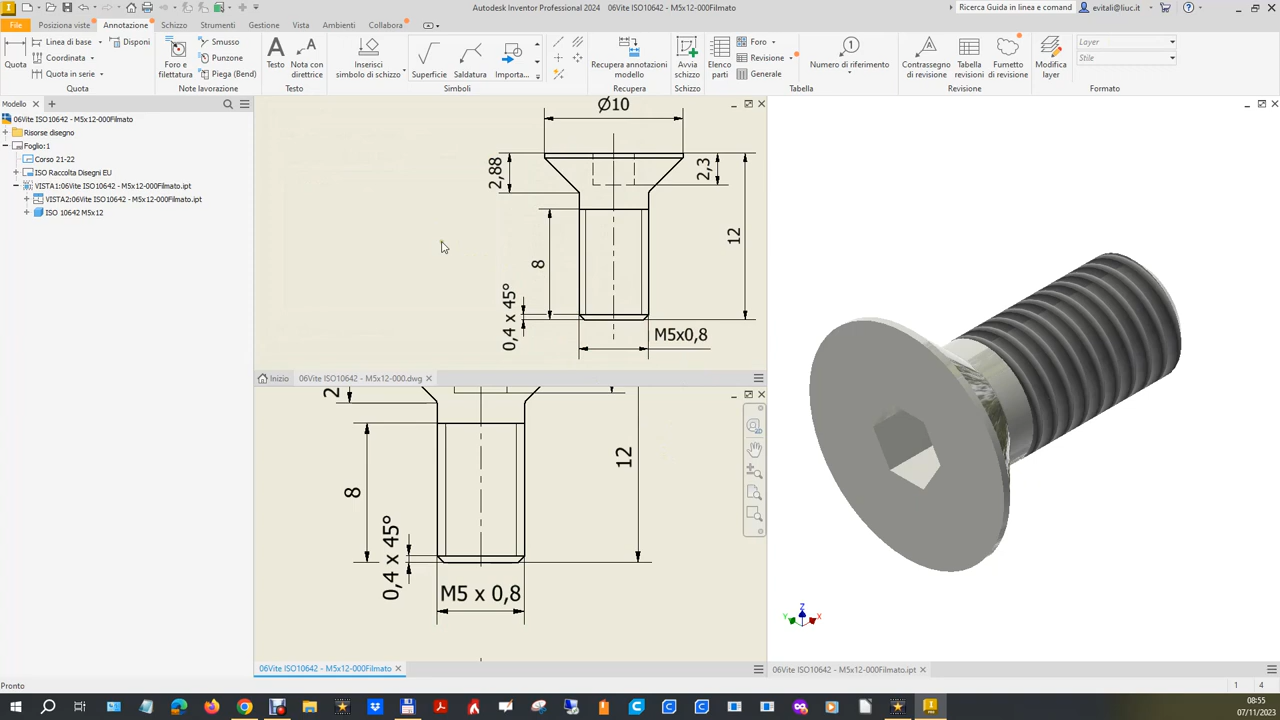 Autodesk Inventor Professional 2024 06Vite ISO10642 - M5x12-000Filmato
Ricerca Guida in linea e comand
evitali@liuc.it
File Posiziona viste Annotazione Schizzo Strumenti Gestione Vista Ambienti Collabora
Quota
Linea di base
Disponi
Coordinata
Quota in serie
Quota
Foro e filettatura
Smusso
Punzone
Piega (Bend)
Note lavorazione
Testo
Nota con direttrice
Testo
Inserisci simbolo di schizzo
Superficie
Saldatura
Importa...
Simboli
Recupera annotazioni modello
Recupera
Avvia schizzo
Schizzo
Elenco parti
Foro
Revisione
Generale
Numero di riferimento
Tabella
Contrassegno di revisione
Tabella revisioni
Fumetto di revisione
Revisione
Modifica layer
Layer
Stile
Formato
Modello
06Vite ISO10642 - M5x12-000Filmato
Risorse disegno
Foglio:1
Corso 21-22
ISO Raccolta Disegni EU
VISTA1:06Vite ISO10642 - M5x12-000Filmato.ipt
VISTA2:06Vite ISO10642 - M5x12-000Filmato.ipt
ISO 10642 M5x12
Ø10
2,88
2,3
12
8
0,4 x 45°
M5x0,8
Inizio
06Vite ISO10642 - M5x12-000.dwg
2
12
8
0,4 x 45°
M5 x 0,8
Z
Y
X
06Vite ISO10642 - M5x12-000Filmato
06Vite ISO10642 - M5x12-000Filmato.ipt
Pronto
1
4
08:55
07/11/2023